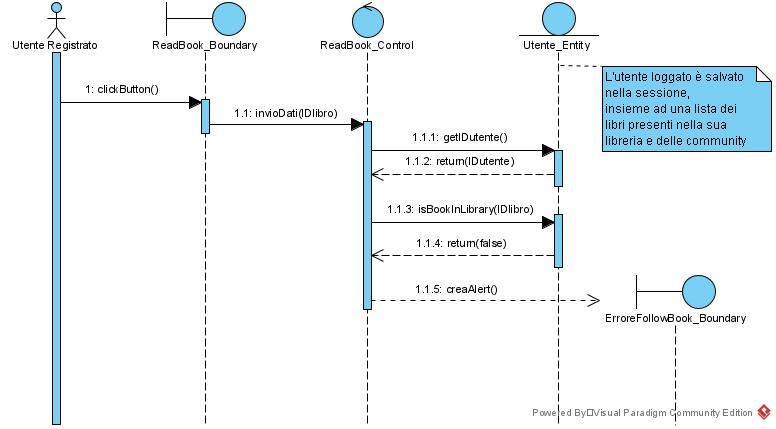 Utente Registrato
ReadBook_Boundary
ReadBook_Control
Utente_Entity
L'utente loggato è salvato
nella sessione,
insieme ad una lista dei
libri presenti nella sua
libreria e delle community
1: clickButton()
1.1: invioDati(IDlibro)
1.1.1: getIDutente()
1.1.2: return(IDutente)
1.1.3: isBookInLibrary(IDlibro)
1.1.4: return(false)
1.1.5: creaAlert()
ErroreFollowBook_Boundary
Powered By Visual Paradigm Community Edition